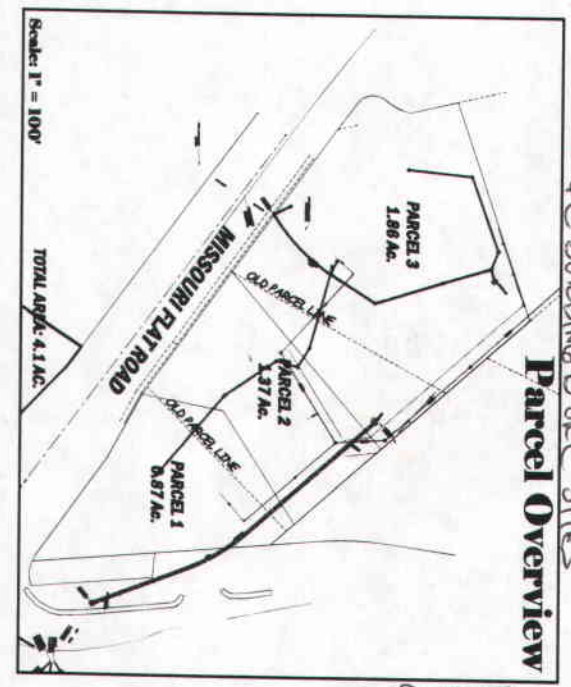 Parcel Overview
PARCEL 3
1.86 Ac.
OLD PARCEL LINE
PARCEL 2
1.37 Ac.
OLD PARCEL LINE
PARCEL 1
0.87 Ac.
MISSOURI FLAT ROAD
TOTAL AREA: 4.1 AC.
Scale: 1" = 100'
SITES